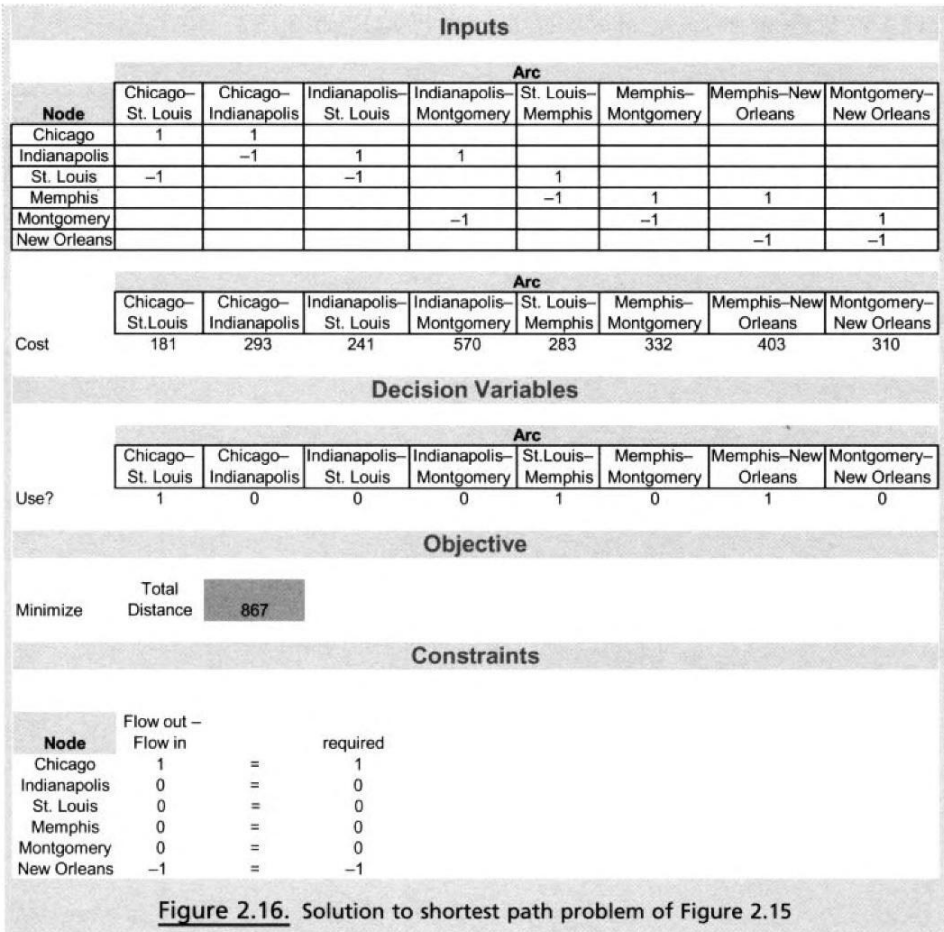 Inputs
Arc
Node Chicago–St. Louis Chicago–Indianapolis Indianapolis–St. Louis Indianapolis–Montgomery St. Louis–Memphis Memphis–Montgomery Memphis–New Orleans Montgomery–New Orleans
Chicago 1 1
Indianapolis –1 1 1
St. Louis –1 –1 1
Memphis –1 1 1
Montgomery –1 –1 1
New Orleans –1 –1
Arc
Chicago–St.Louis Chicago–Indianapolis Indianapolis–St. Louis Indianapolis–Montgomery St. Louis–Memphis Memphis–Montgomery Memphis–New Orleans Montgomery–New Orleans
Cost 181 293 241 570 283 332 403 310
Decision Variables
Arc
Chicago–St. Louis Chicago–Indianapolis Indianapolis–St. Louis Indianapolis–Montgomery St.Louis–Memphis Memphis–Montgomery Memphis–New Orleans Montgomery–New Orleans
Use? 1 0 0 0 1 0 1 0
Objective
Minimize Total Distance 867
Constraints
Node Flow out – Flow in required
Chicago 1 = 1
Indianapolis 0 = 0
St. Louis 0 = 0
Memphis 0 = 0
Montgomery 0 = 0
New Orleans –1 = –1
Figure 2.16. Solution to shortest path problem of Figure 2.15